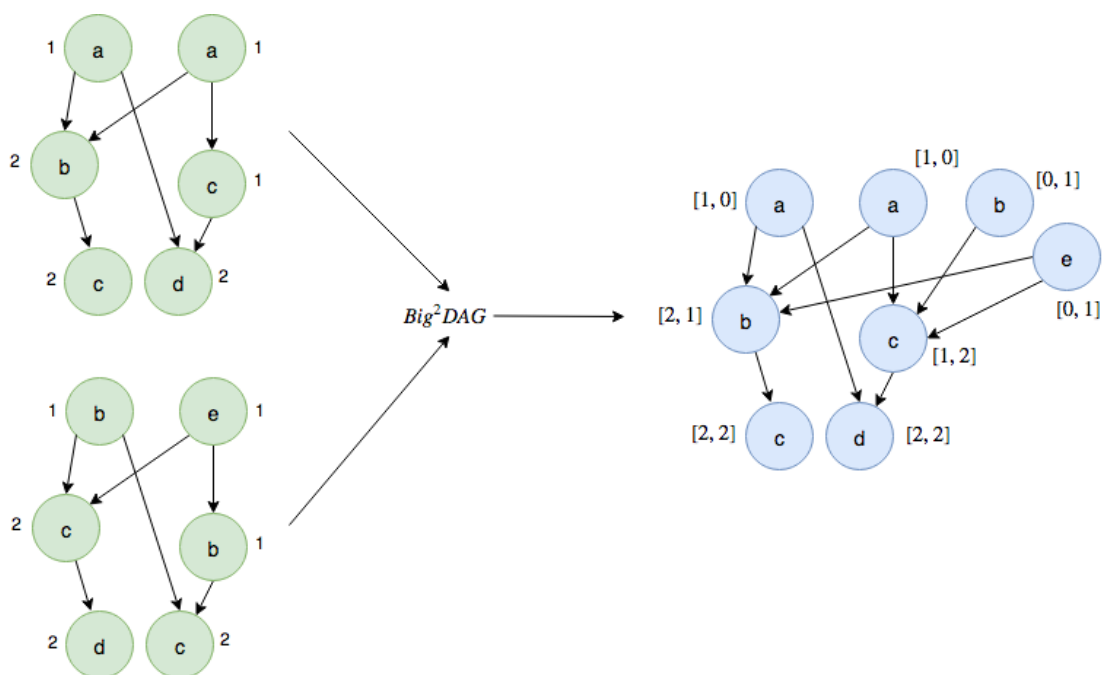 1 a a 1
2 b c 1
2 c d 2
1 b e 1
2 c b 1
2 d c 2
Big²DAG
[1, 0] a a [1, 0] b [0, 1]
e [0, 1]
[2, 1] b c [1, 2]
[2, 2] c d [2, 2]